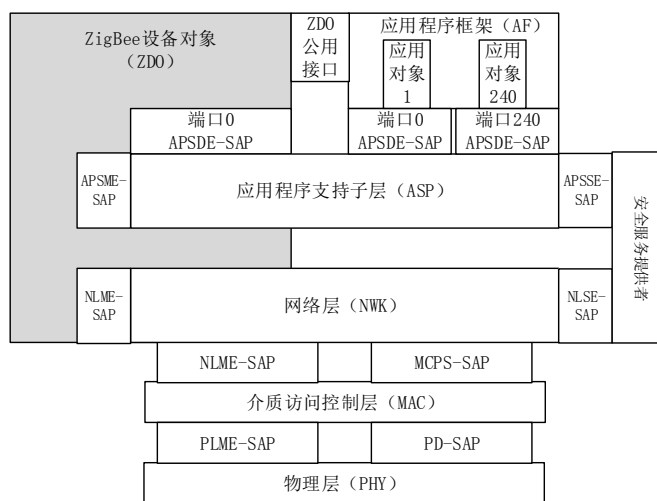 ZigBee设备对象
（ZDO）
ZDO
公用
接口
应用程序框架（AF）
应用
对象
1
应用
对象
240
端口0
APSDE-SAP
端口0
APSDE-SAP
端口240
APSDE-SAP
APSME-
SAP
应用程序支持子层（ASP）
APSSE-
SAP
安全服务提供者
NLME-
SAP
网络层（NWK）
NLSE-
SAP
NLME-SAP
MCPS-SAP
介质访问控制层（MAC）
PLME-SAP
PD-SAP
物理层（PHY）